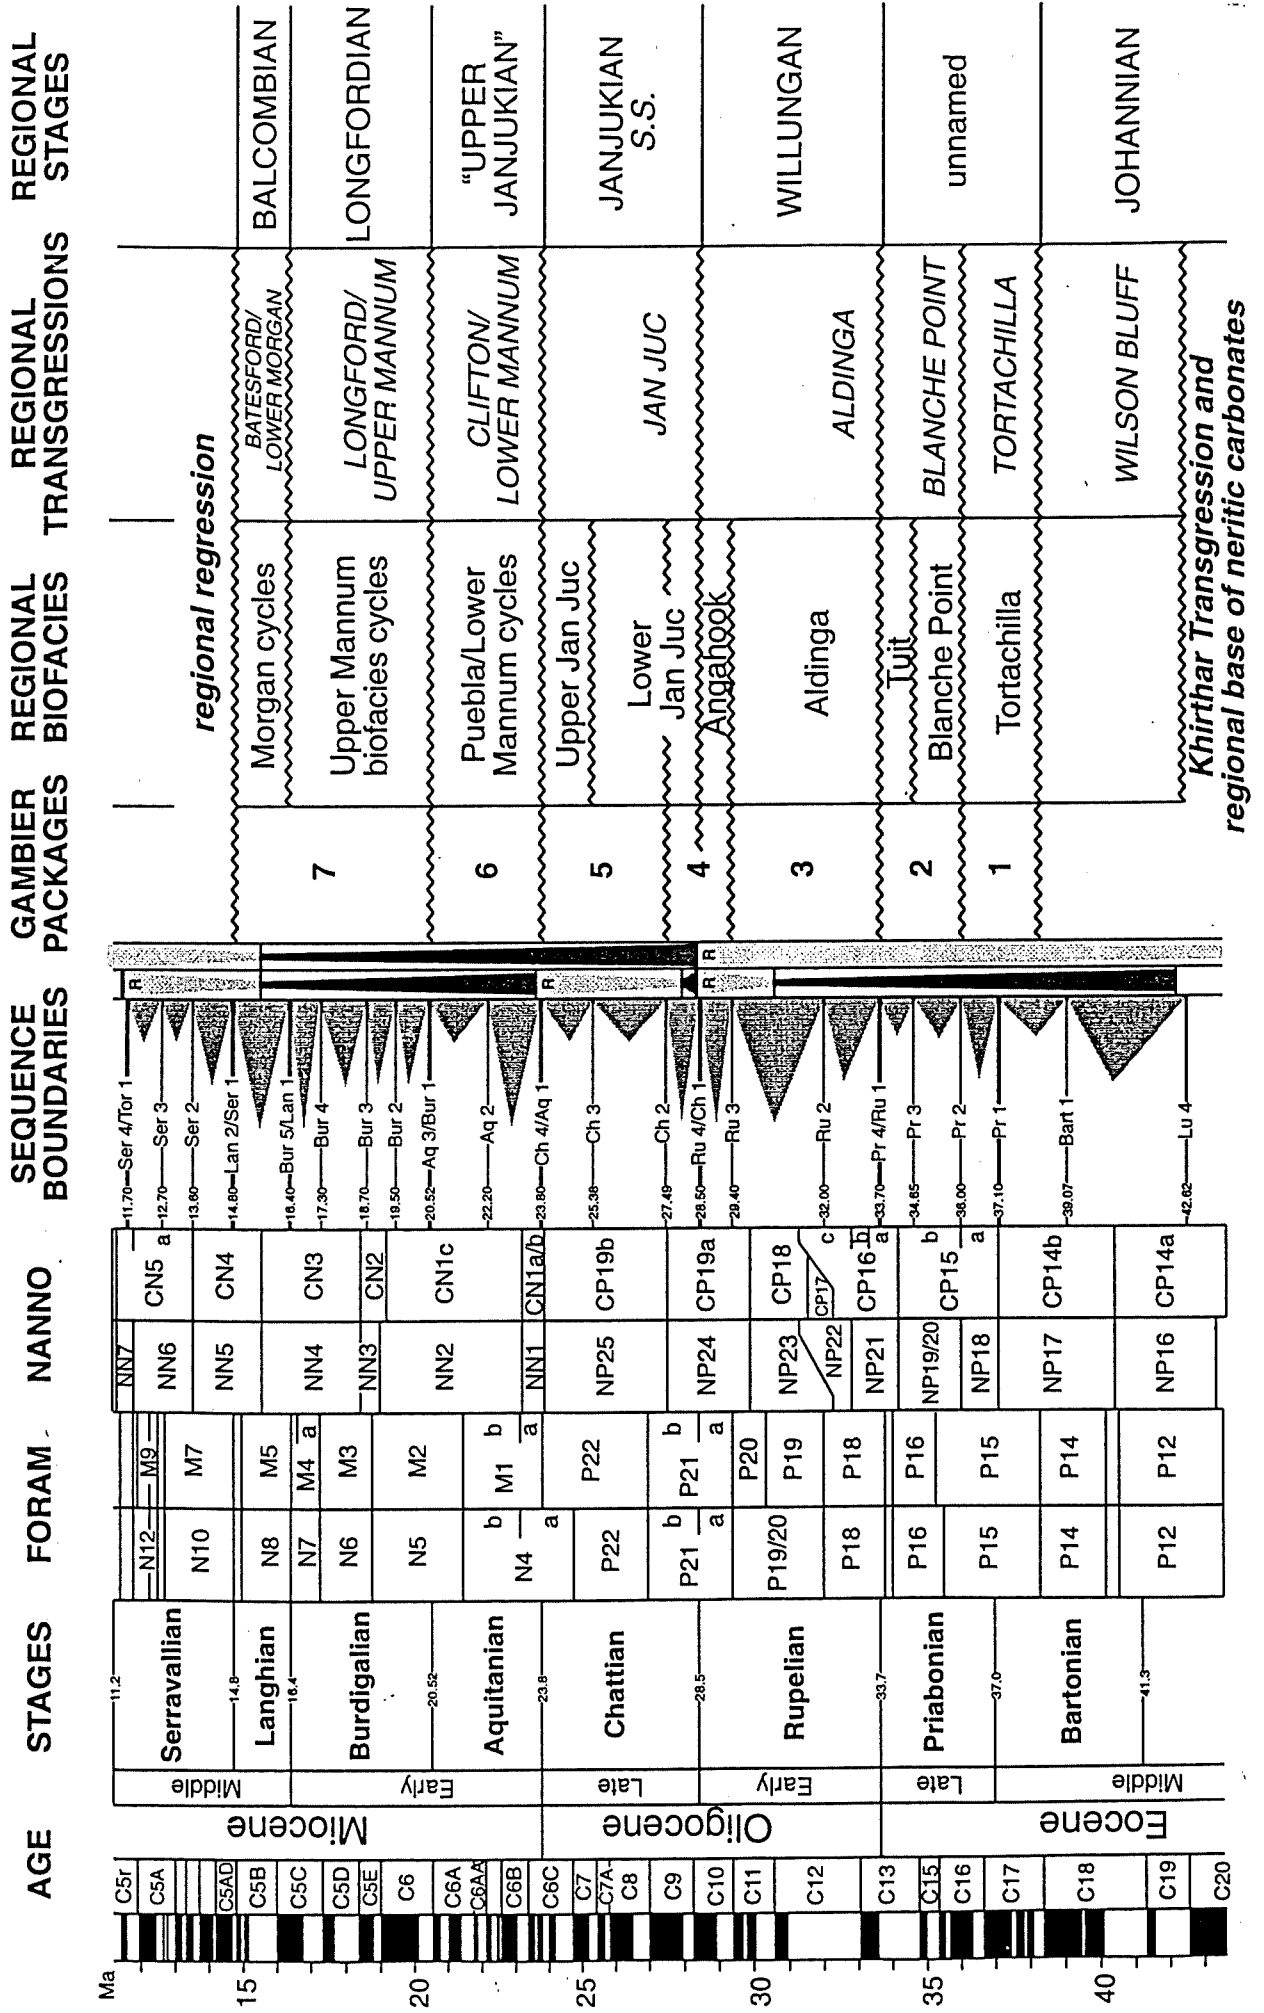 AGE
STAGES
FORAM
NANNO
SEQUENCE
BOUNDARIES
GAMBIER
PACKAGES
REGIONAL
BIOFACIES
REGIONAL
TRANSGRESSIONS
REGIONAL
STAGES
Ma
15
20
25
30
35
40
C5r
C5A
C5AD
C5B
C5C
C5D
C5E
C6
C6A
C6AA
C6B
C6C
C7
C7A
C8
C9
C10
C11
C12
C13
C15
C16
C17
C18
C19
C20
Miocene
Oligocene
Eocene
Middle
Early
Late
Early
Late
Middle
11.2
Serravallian
14.8
Langhian
16.4
Burdigalian
20.52
Aquitanian
23.8
Chattian
28.5
Rupelian
33.7
Priabonian
37.0
Bartonian
41.3
N12
N10
N8
N7
N6
N5
N4
b
a
P22
P21
b
a
P19/20
P18
P16
P15
P14
P12
M9
M7
M5
M4
a
M3
M2
M1
b
a
P22
P21
b
a
P20
P19
P18
P16
P15
P14
P12
NN7
NN6
NN5
NN4
NN3
NN2
NN1
NP25
NP24
NP23
NP22
NP21
NP19/20
NP18
NP17
NP16
CN5
a
CN4
CN3
CN2
CN1c
CN1a/b
CP19b
CP19a
CP18
CP17
c
CP16
b
a
CP15
b
a
CP14b
CP14a
11.70 Ser 4/Tor 1
12.70 Ser 3
13.60 Ser 2
14.80 Lan 2/Ser 1
16.40 Bur 5/Lan 1
17.30 Bur 4
18.70 Bur 3
19.50 Bur 2
20.52 Aq 3/Bur 1
22.20 Aq 2
23.80 Ch 4/Aq 1
25.38 Ch 3
27.49 Ch 2
28.50 Ru 4/Ch 1
29.40 Ru 3
32.00 Ru 2
33.70 Pr 4/Ru 1
34.65 Pr 3
36.00 Pr 2
37.10 Pr 1
39.07 Bart 1
42.62 Lu 4
R
R
R
R
7
6
5
4
3
2
1
regional regression
Morgan cycles
Upper Mannum
biofacies cycles
Puebla/Lower
Mannum cycles
Upper Jan Juc
Lower
Jan Juc
Angahook
Aldinga
Tuit
Blanche Point
Tortachilla
Khirthar Transgression and
regional base of neritic carbonates
BATESFORD/
LOWER MORGAN
LONGFORD/
UPPER MANNUM
CLIFTON/
LOWER MANNUM
JAN JUC
ALDINGA
BLANCHE POINT
TORTACHILLA
WILSON BLUFF
BALCOMBIAN
LONGFORDIAN
"UPPER
JANJUKIAN"
JANJUKIAN
S.S.
WILLUNGAN
unnamed
JOHANNIAN